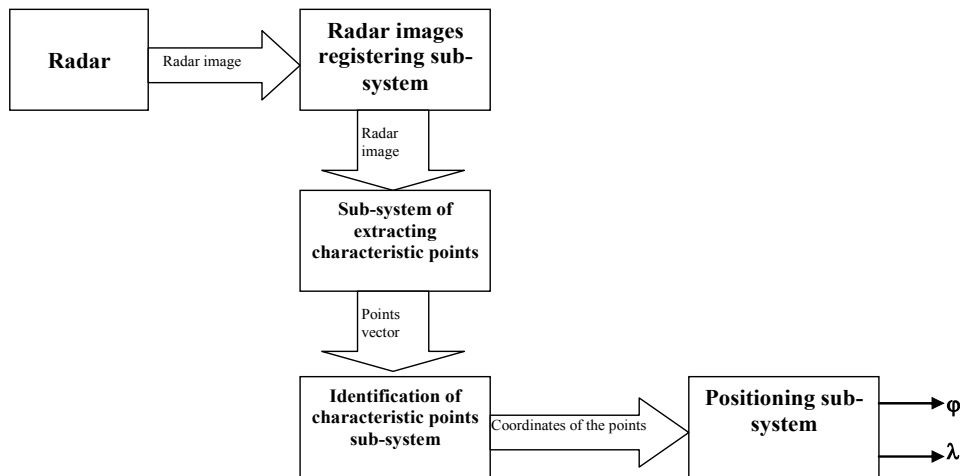 Radar
Radar image
Radar images
registering sub-
system
Radar
image
Sub-system of
extracting
characteristic points
Points
vector
Identification of
characteristic points
sub-system
Coordinates of the points
Positioning sub-
system
φ
λ